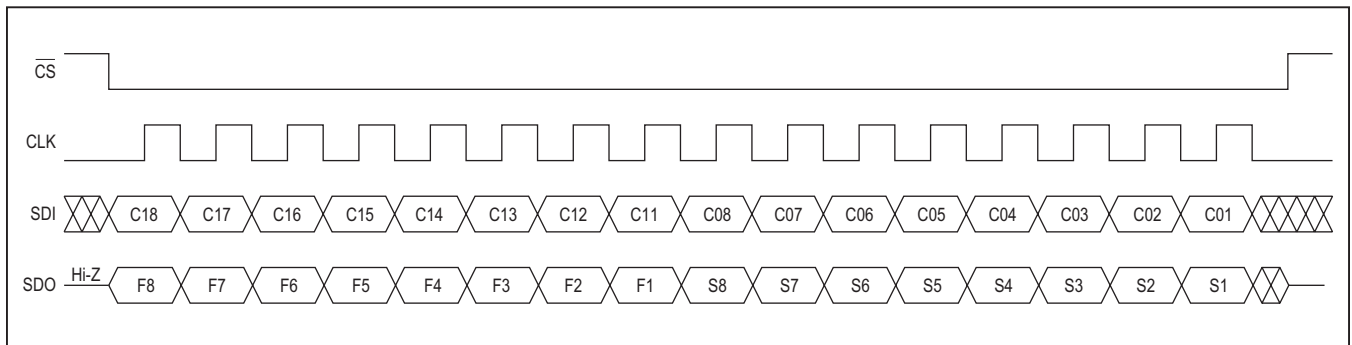 CS
CLK
SDI C18 C17 C16 C15 C14 C13 C12 C11 C08 C07 C06 C05 C04 C03 C02 C01
SDO Hi-Z F8 F7 F6 F5 F4 F3 F2 F1 S8 S7 S6 S5 S4 S3 S2 S1